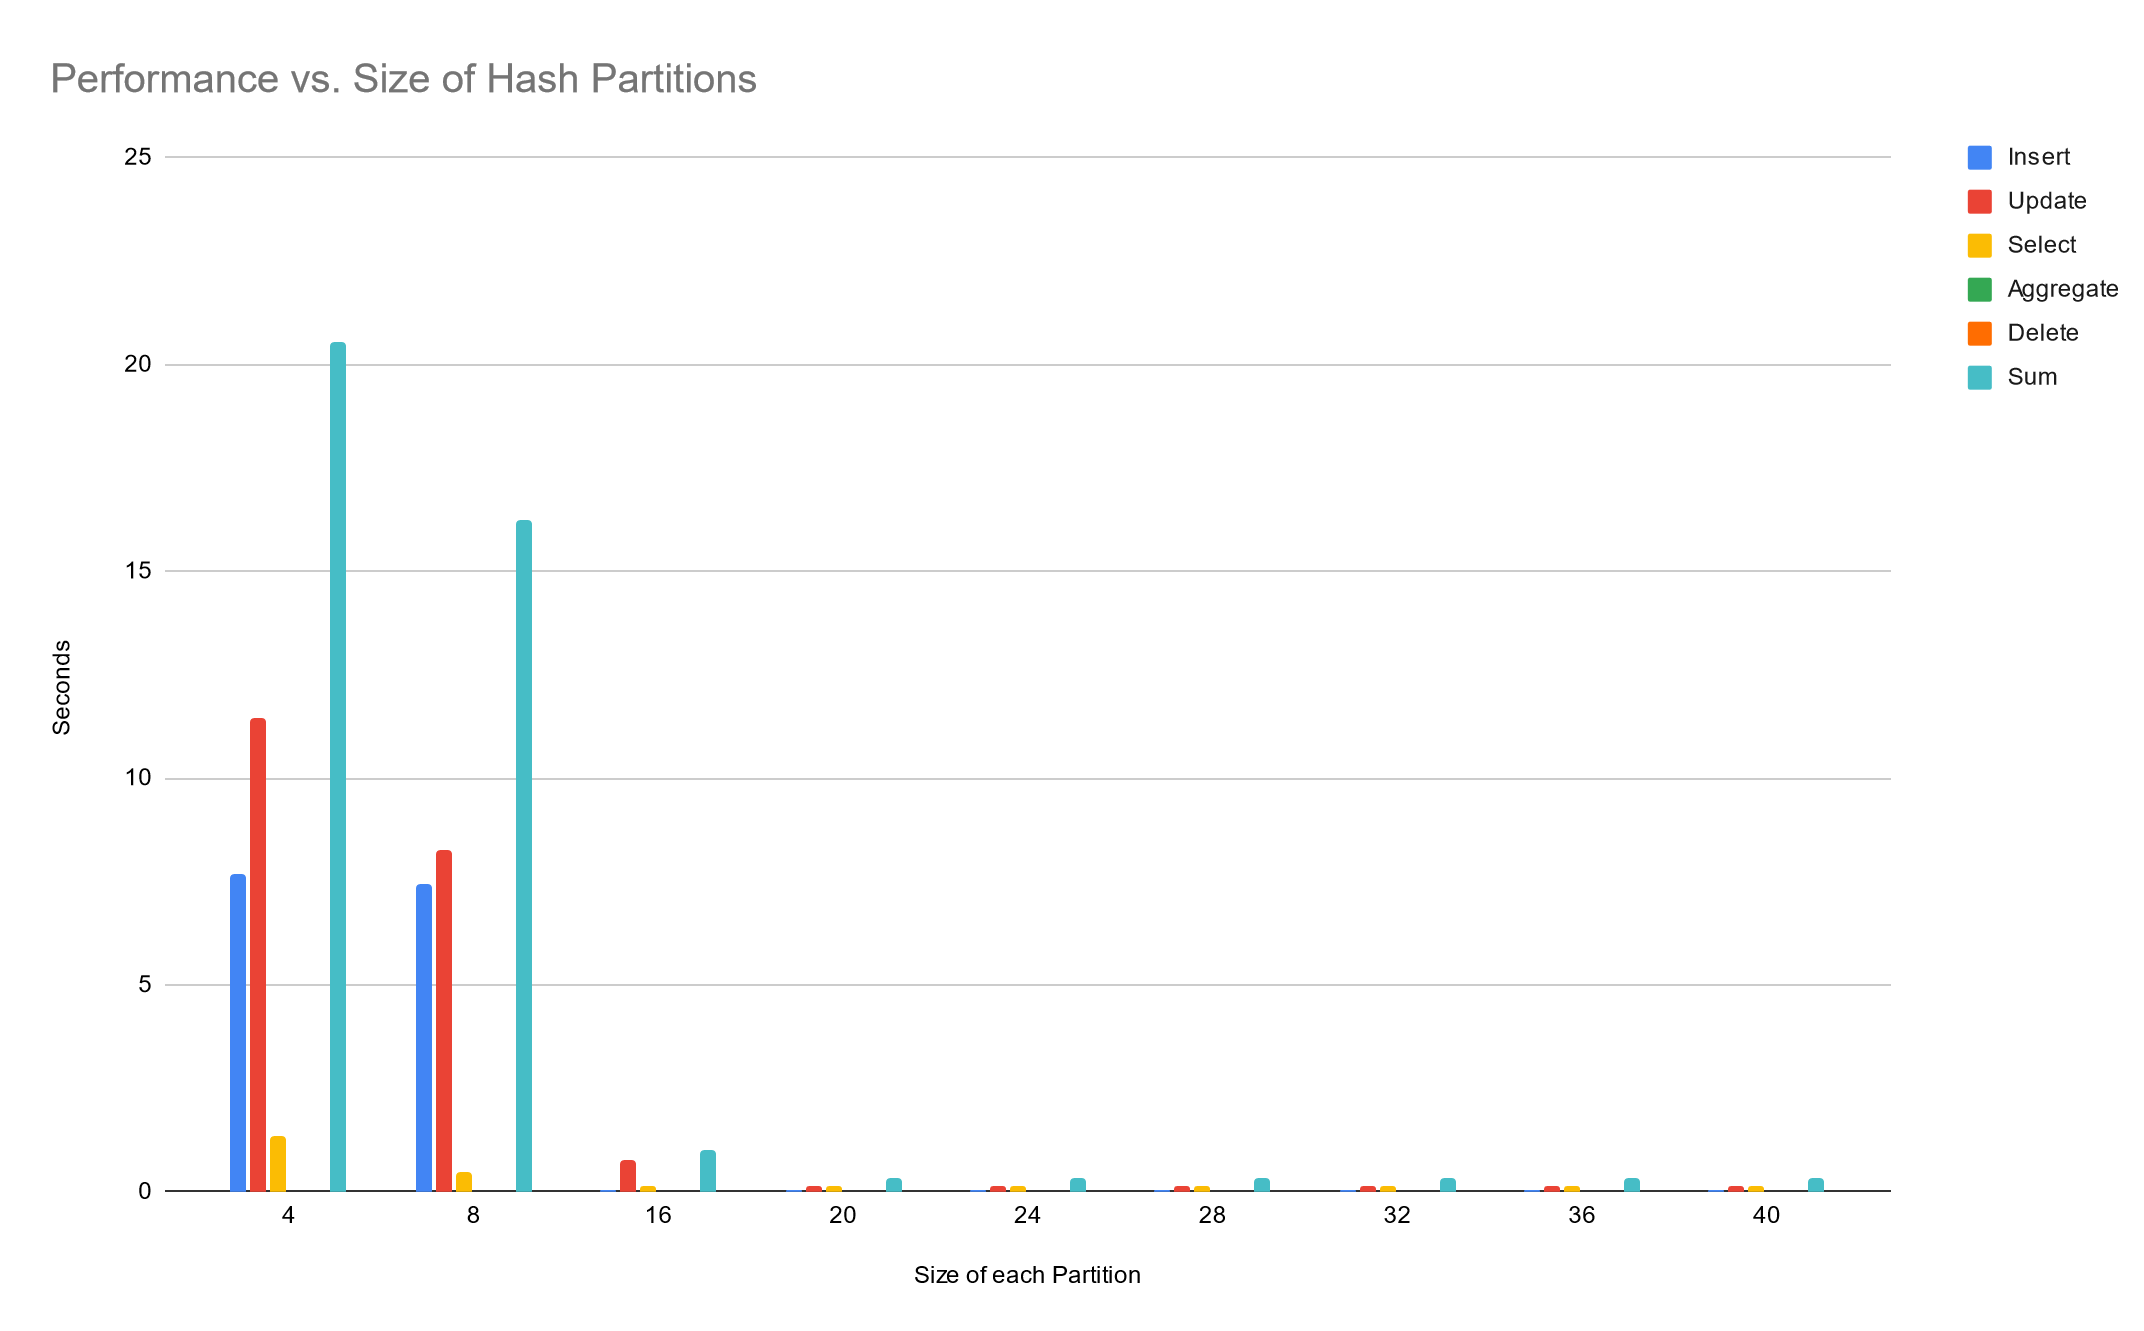 Performance vs. Size of Hash Partitions
25
20
15
10
5
0
Seconds
4 8 16 20 24 28 32 36 40
Size of each Partition
Insert
Update
Select
Aggregate
Delete
Sum